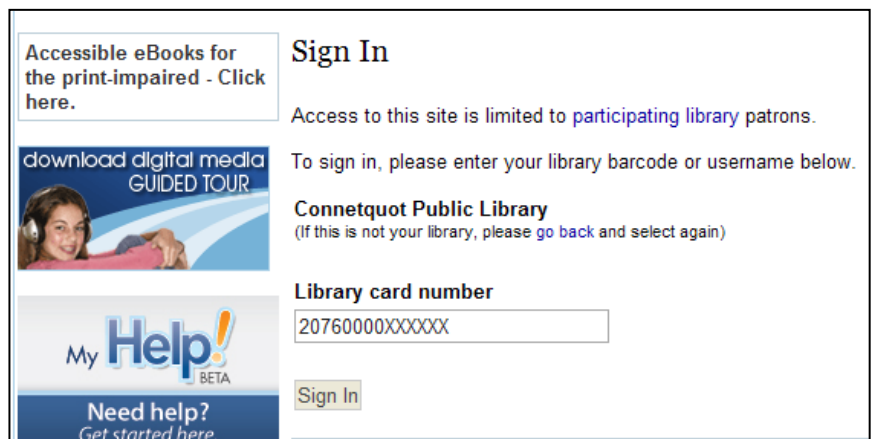 Accessible eBooks for
the print-impaired - Click
here.
download digital media
GUIDED TOUR
My Help!
BETA
Need help?
Get started here
Sign In
Access to this site is limited to participating library patrons.
To sign in, please enter your library barcode or username below.
Connetquot Public Library
(If this is not your library, please go back and select again)
Library card number
20760000XXXXXX
Sign In